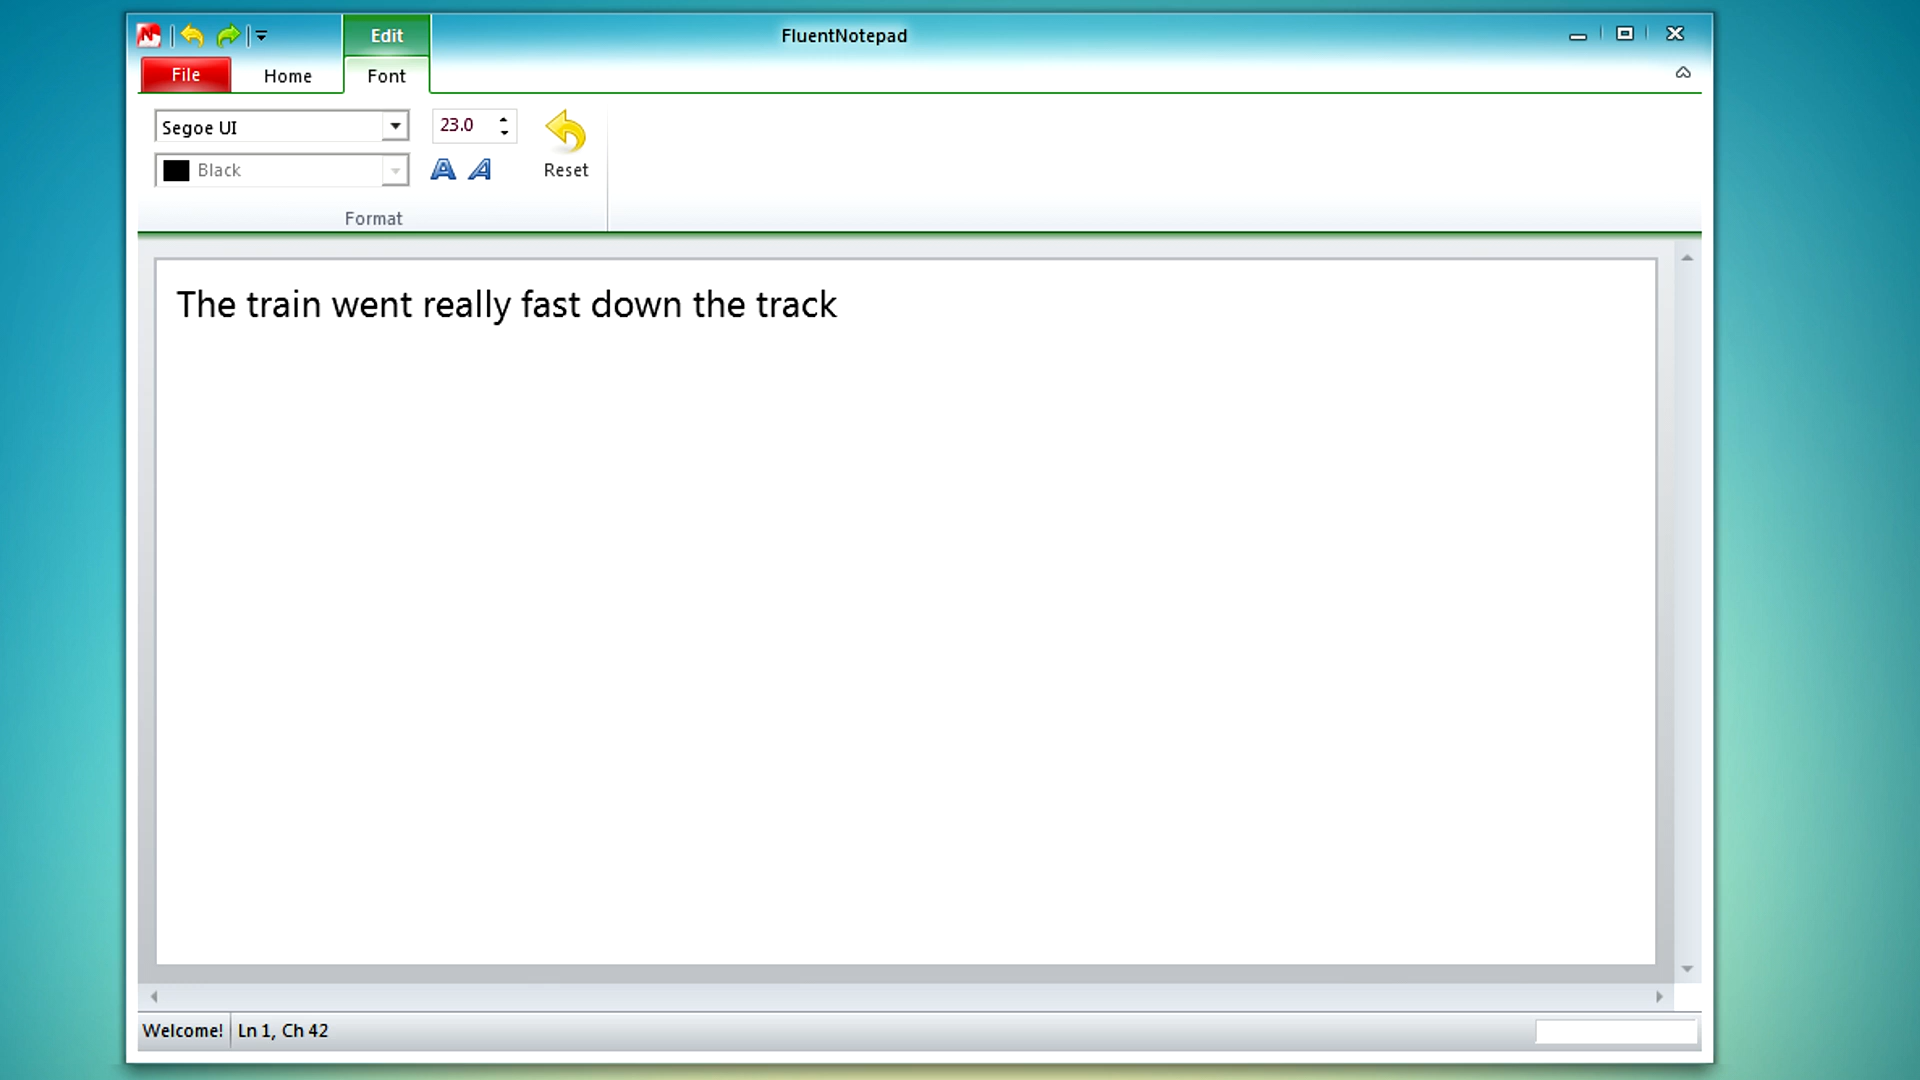 Edit
FluentNotepad
File
Home
Font
Segoe UI
23.0
Black
Reset
Format
The train went really fast down the track
Welcome!
Ln 1, Ch 42